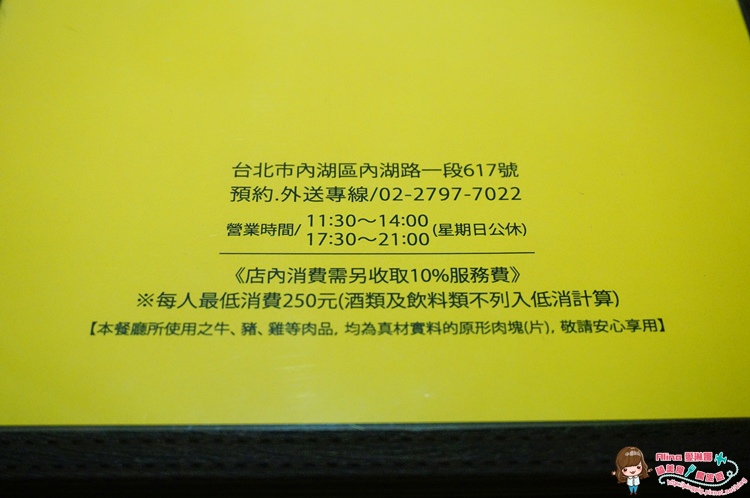 台北市內湖區內湖路一段617號
預約.外送專線/02-2797-7022
營業時間/ 11:30～14:00
17:30～21:00 (星期日公休)
《店內消費需另收取10%服務費》
※每人最低消費250元(酒類及飲料類不列入低消計算)
【本餐廳所使用之牛、豬、雞等肉品, 均為真材實料的原形肉塊(片), 敬請安心享用】
Alina 愛琳娜